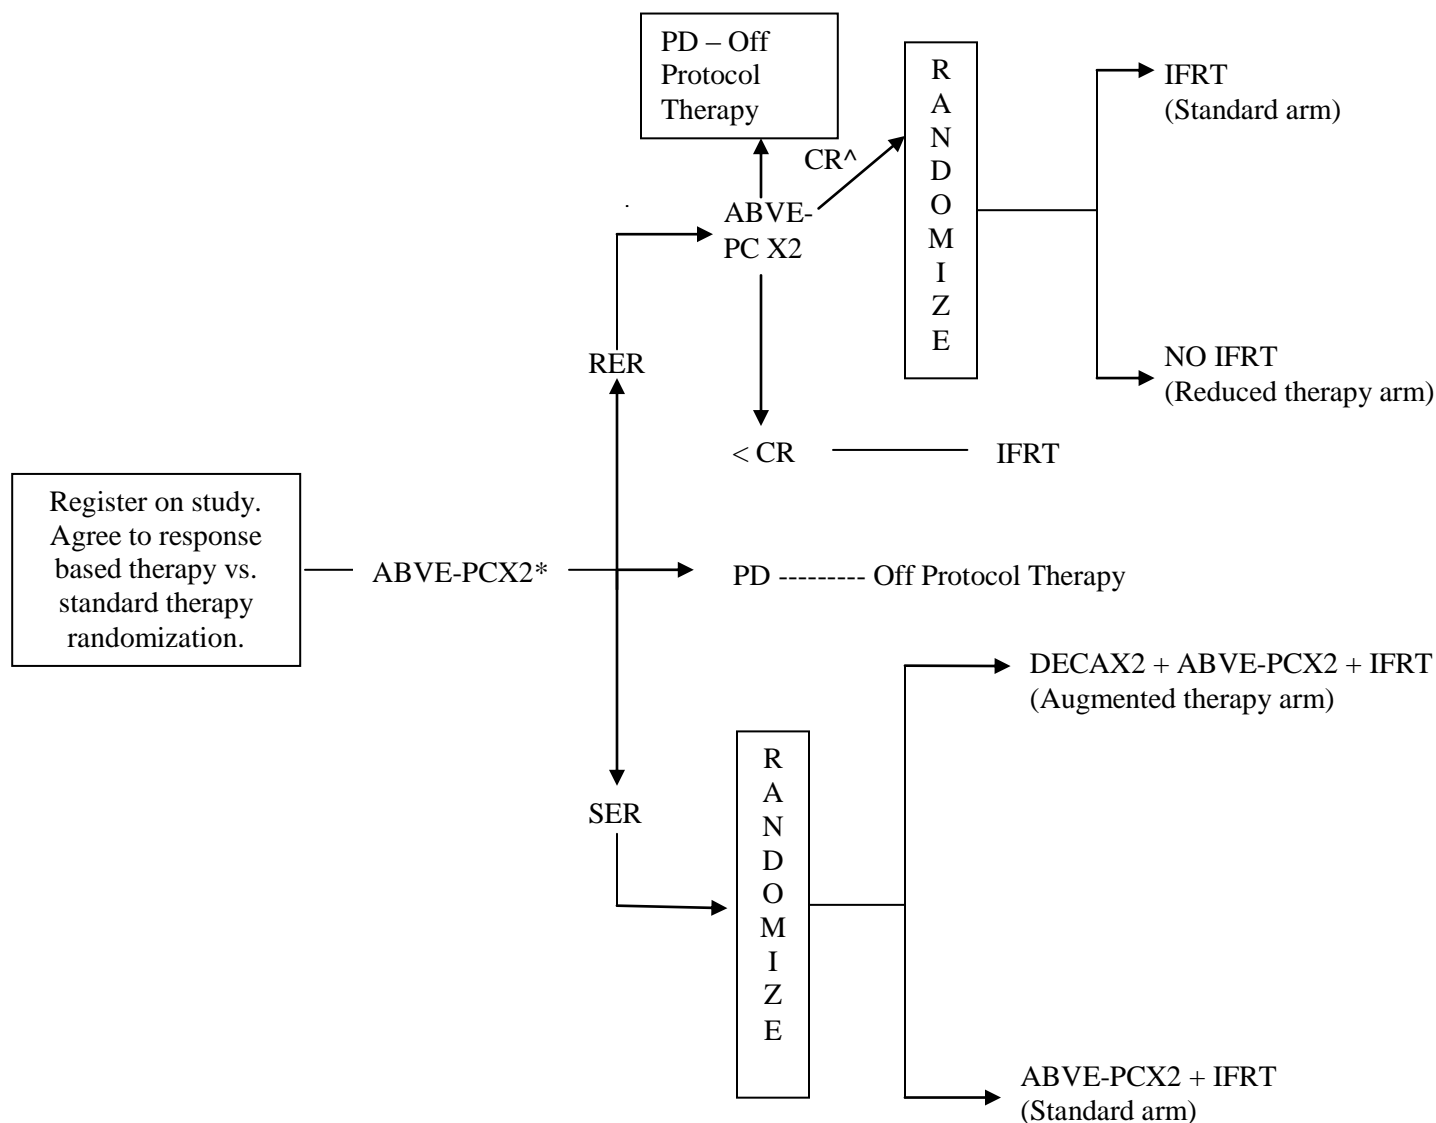 PD – Off
Protocol
Therapy
CR^
R
A
N
D
O
M
I
Z
E
IFRT
(Standard arm)
ABVE-
PC X2
NO IFRT
(Reduced therapy arm)
RER
< CR
IFRT
Register on study.
Agree to response
based therapy vs.
standard therapy
randomization.
ABVE-PCX2*
PD --------- Off Protocol Therapy
SER
R
A
N
D
O
M
I
Z
E
DECAX2 + ABVE-PCX2 + IFRT
(Augmented therapy arm)
ABVE-PCX2 + IFRT
(Standard arm)